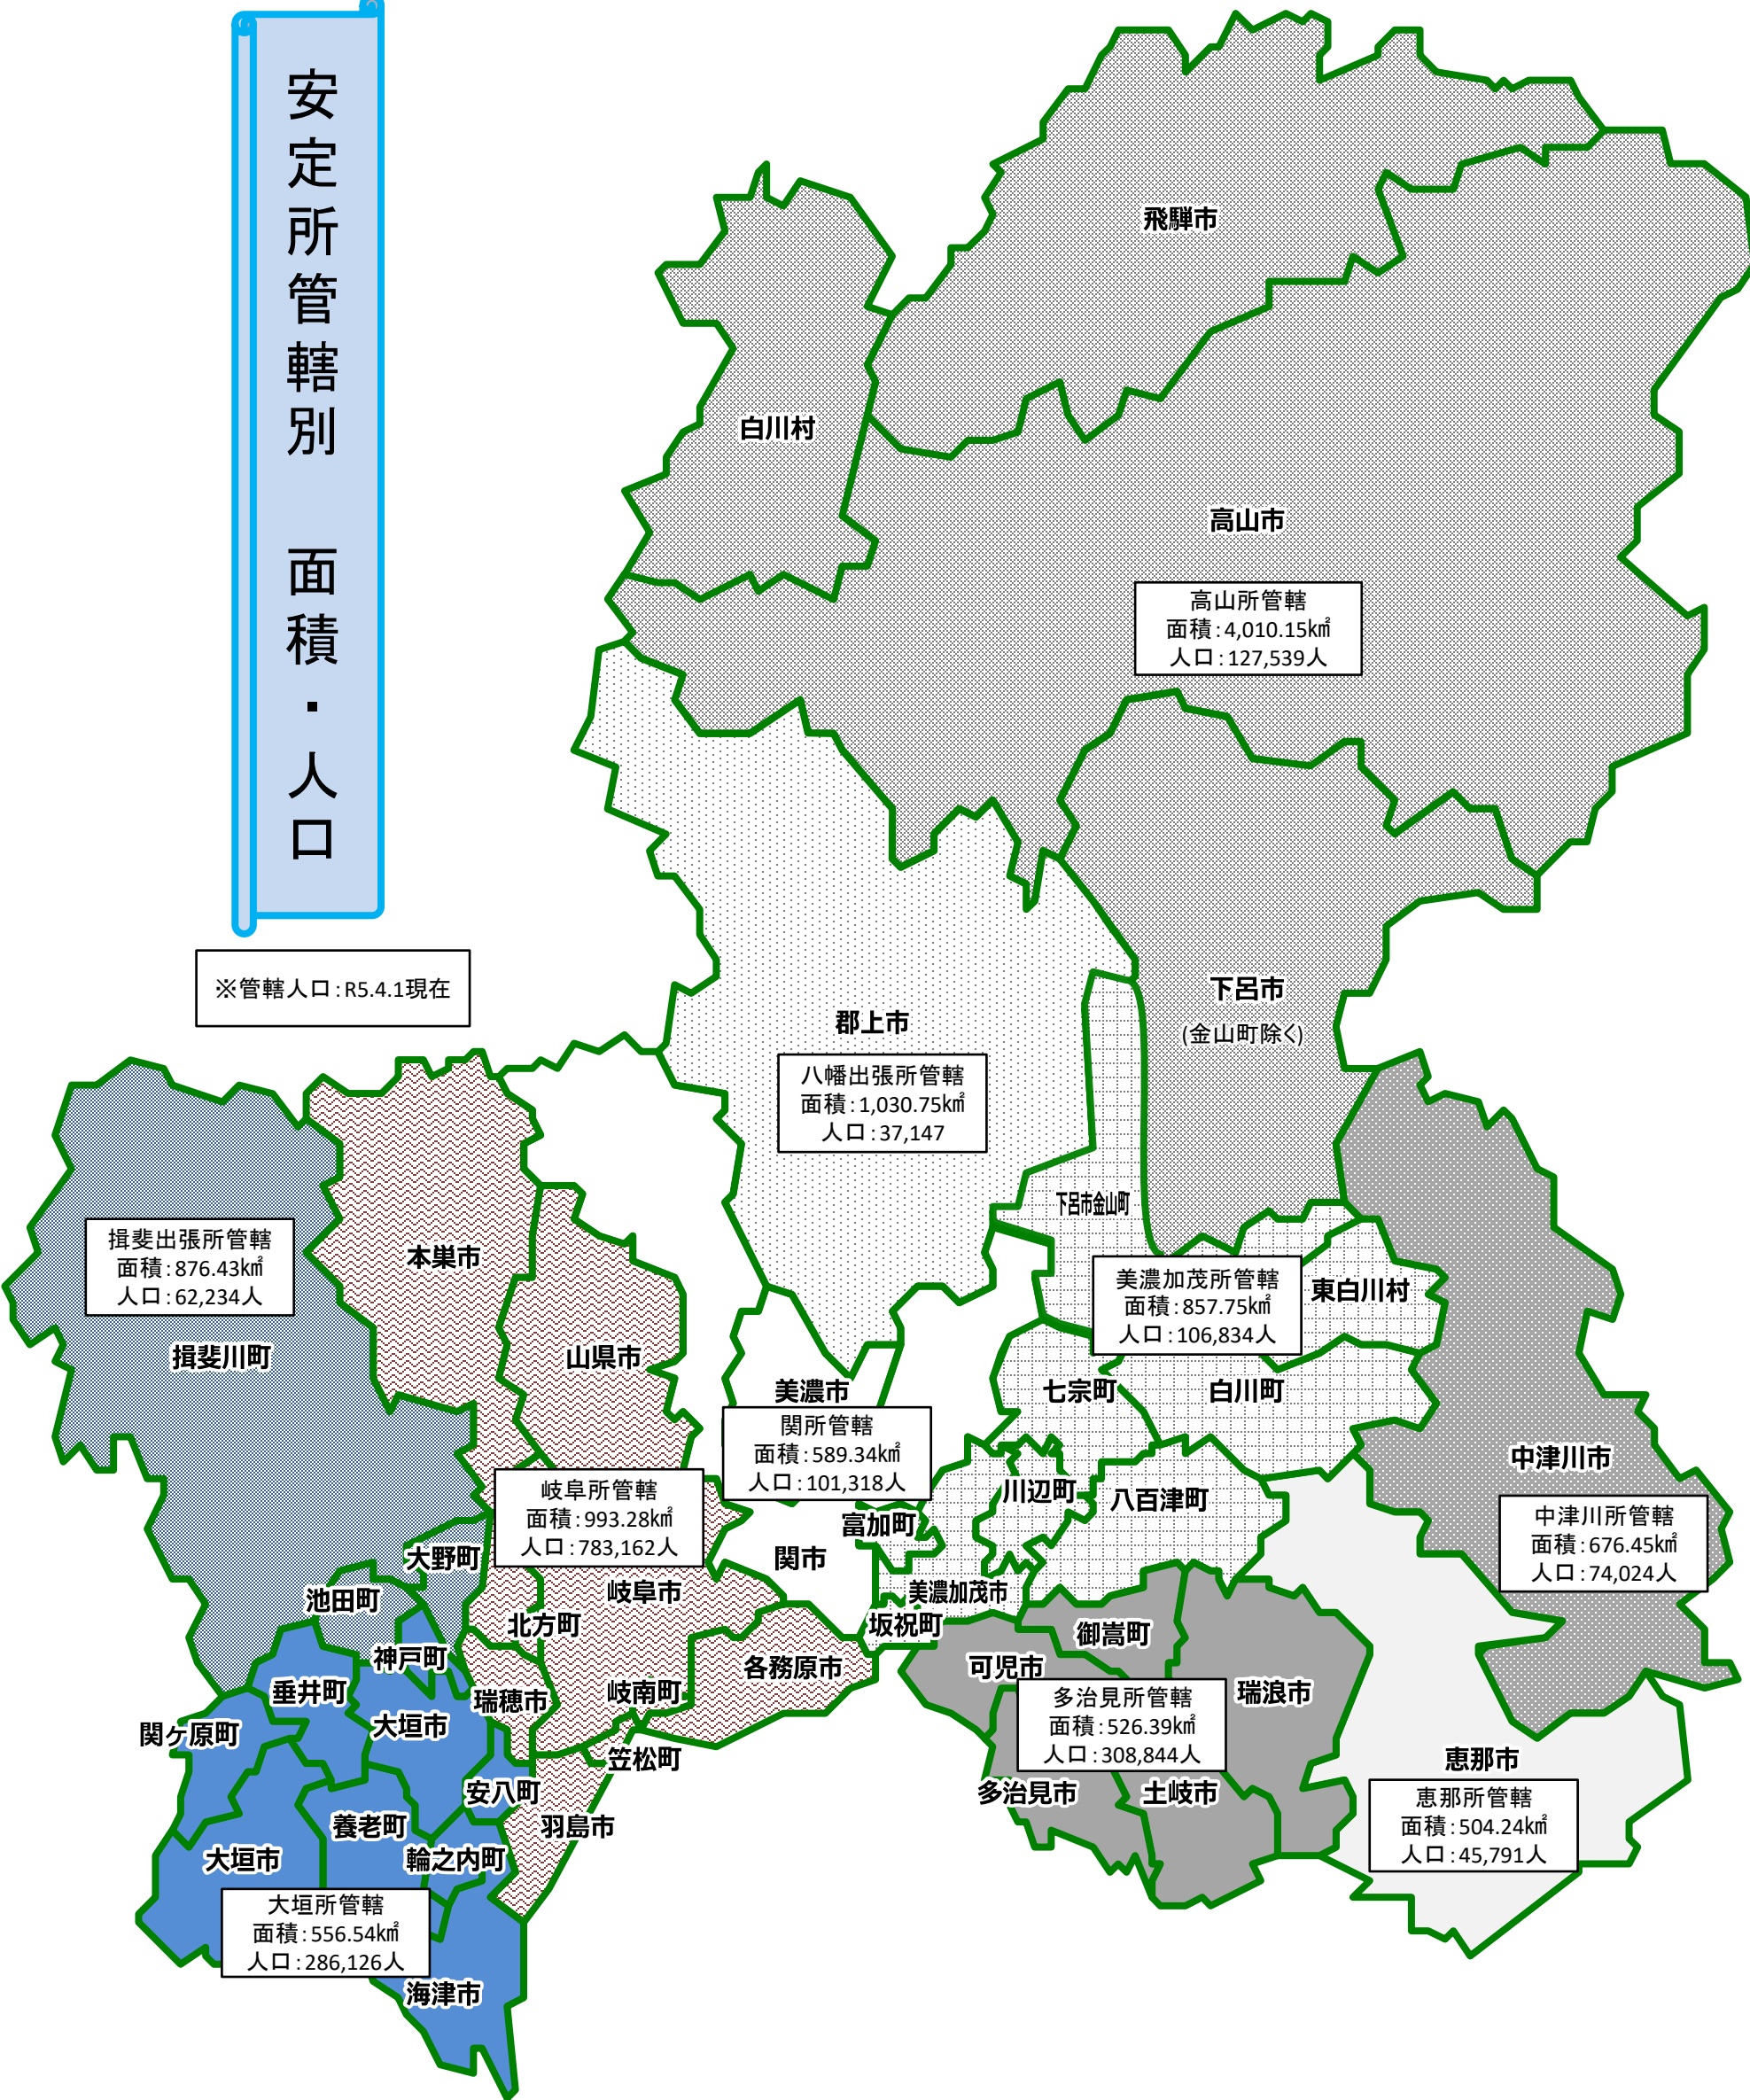 安定所管轄別 面積・人口
※管轄人口:R5.4.1現在
飛騨市
白川村
高山市
高山所管轄
面積:4,010.15㎢
人口:127,539人
下呂市
(金山町除く)
郡上市
八幡出張所管轄
面積:1,030.75㎢
人口:37,147
下呂市金山町
揖斐出張所管轄
面積:876.43㎢
人口:62,234人
揖斐川町
本巣市
山県市
美濃加茂所管轄
面積:857.75㎢
人口:106,834人
東白川村
美濃市
七宗町
白川町
関所管轄
面積:589.34㎢
人口:101,318人
中津川市
中津川所管轄
面積:676.45㎢
人口:74,024人
岐阜所管轄
面積:993.28㎢
人口:783,162人
川辺町
八百津町
富加町
関市
大野町
池田町
岐阜市
美濃加茂市
北方町
坂祝町
神戸町
御嵩町
各務原市
可児市
垂井町
瑞穂市
岐南町
瑞浪市
多治見所管轄
面積:526.39㎢
人口:308,844人
関ケ原町
大垣市
笠松町
恵那市
安八町
多治見市
土岐市
恵那所管轄
面積:504.24㎢
人口:45,791人
養老町
羽島市
大垣市
輪之内町
大垣所管轄
面積:556.54㎢
人口:286,126人
海津市